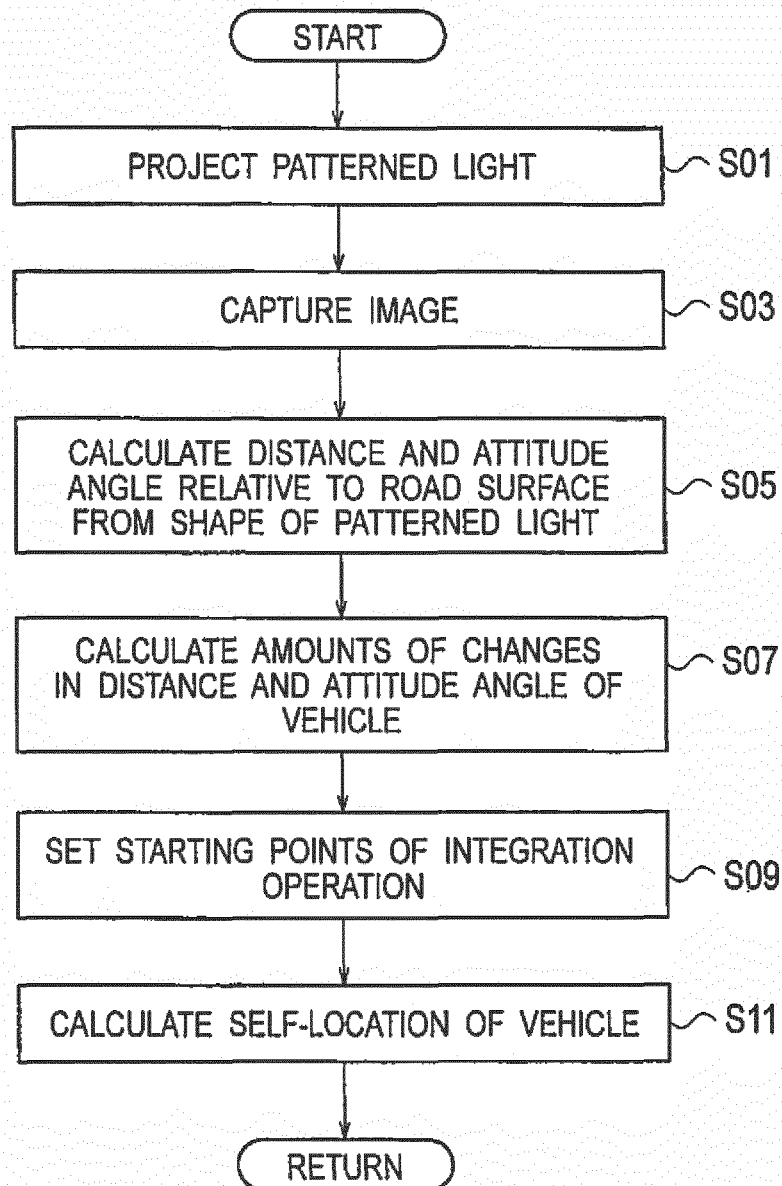 START
PROJECT PATTERNED LIGHT
S01
CAPTURE IMAGE
S03
CALCULATE DISTANCE AND ATTITUDE
ANGLE RELATIVE TO ROAD SURFACE
FROM SHAPE OF PATTERNED LIGHT
S05
CALCULATE AMOUNTS OF CHANGES
IN DISTANCE AND ATTITUDE ANGLE OF
VEHICLE
S07
SET STARTING POINTS OF INTEGRATION
OPERATION
S09
CALCULATE SELF-LOCATION OF VEHICLE
S11
RETURN